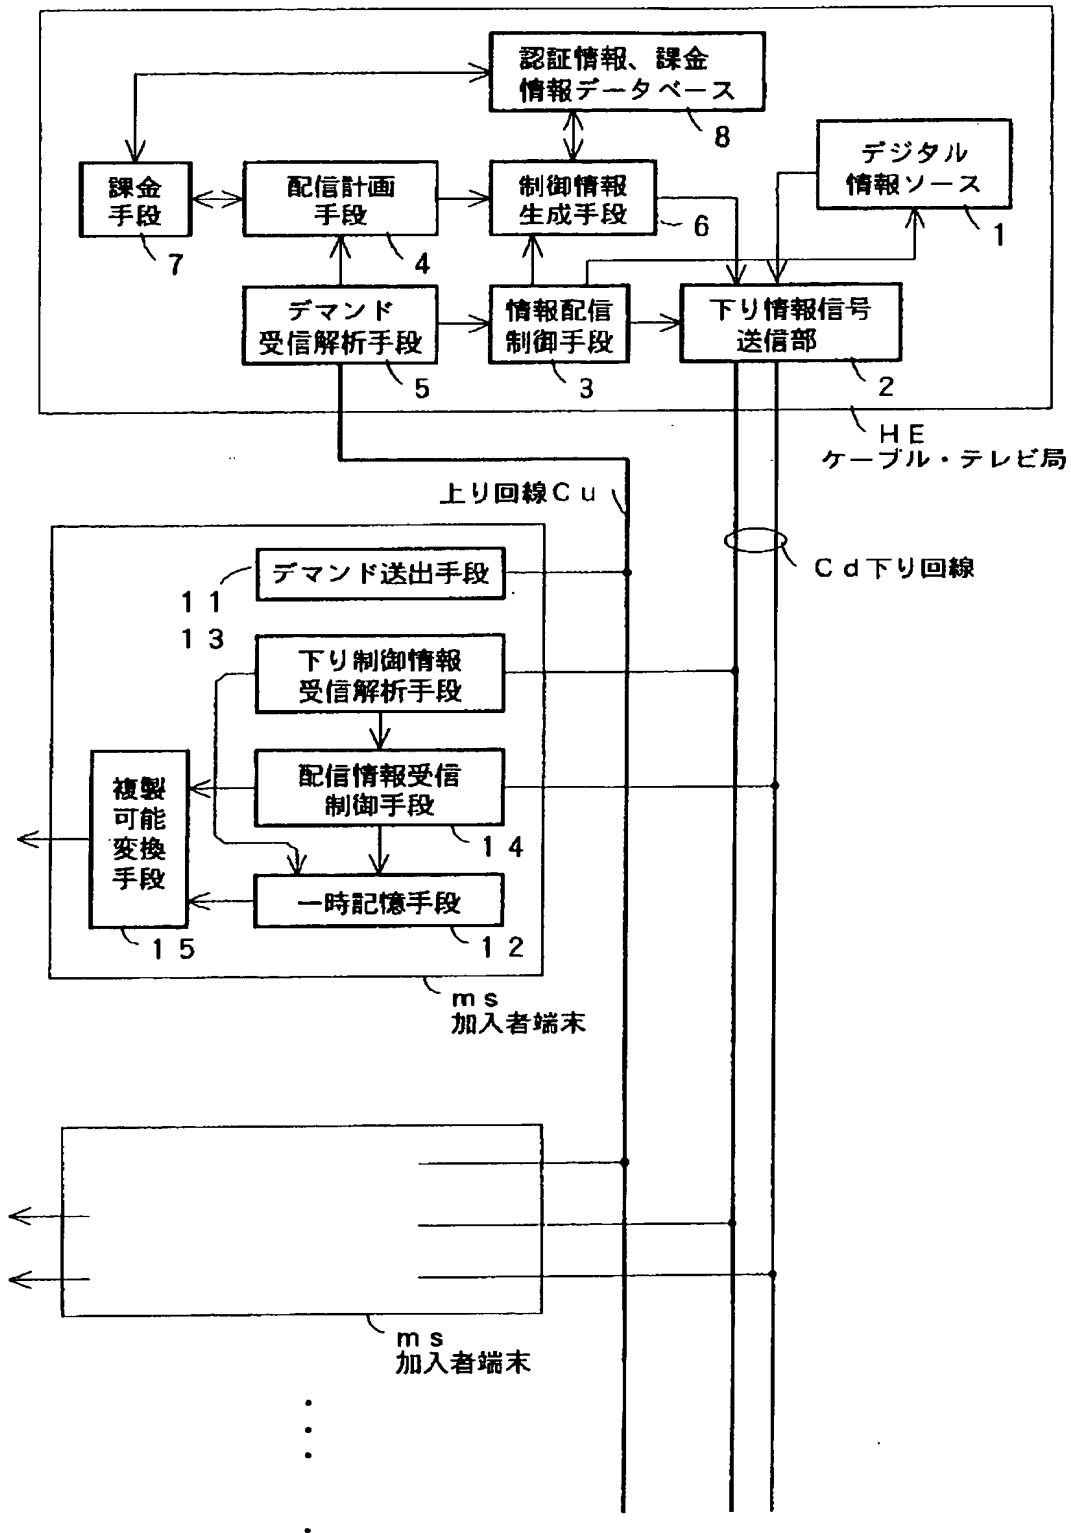 認証情報、課金
情報データベース
8
デジタル
情報ソース
1
課金
手段
7
配信計画
手段
4
制御情報
生成手段
6
デマンド
受信解析手段
5
情報配信
制御手段
3
下り情報信号
送信部
2
HE
ケーブル・テレビ局
上り回線Cu
Cd下り回線
デマンド送出手段
11
13
下り制御情報
受信解析手段
配信情報受信
制御手段
14
複製
可能
変換
手段
15
一時記憶手段
12
ms
加入者端末
ms
加入者端末